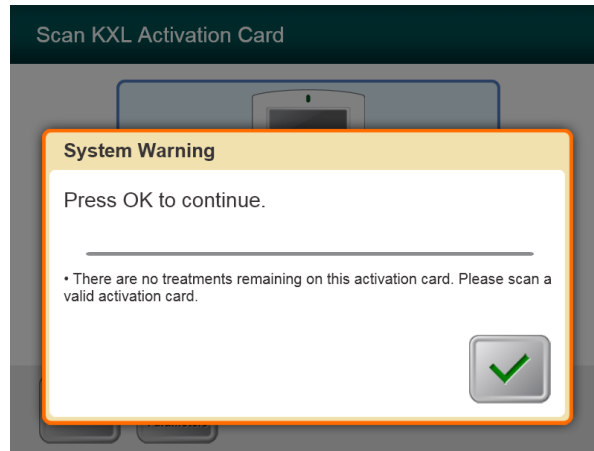 Scan KXL Activation Card
System Warning
Press OK to continue.
• There are no treatments remaining on this activation card. Please scan a
valid activation card.
Parameters